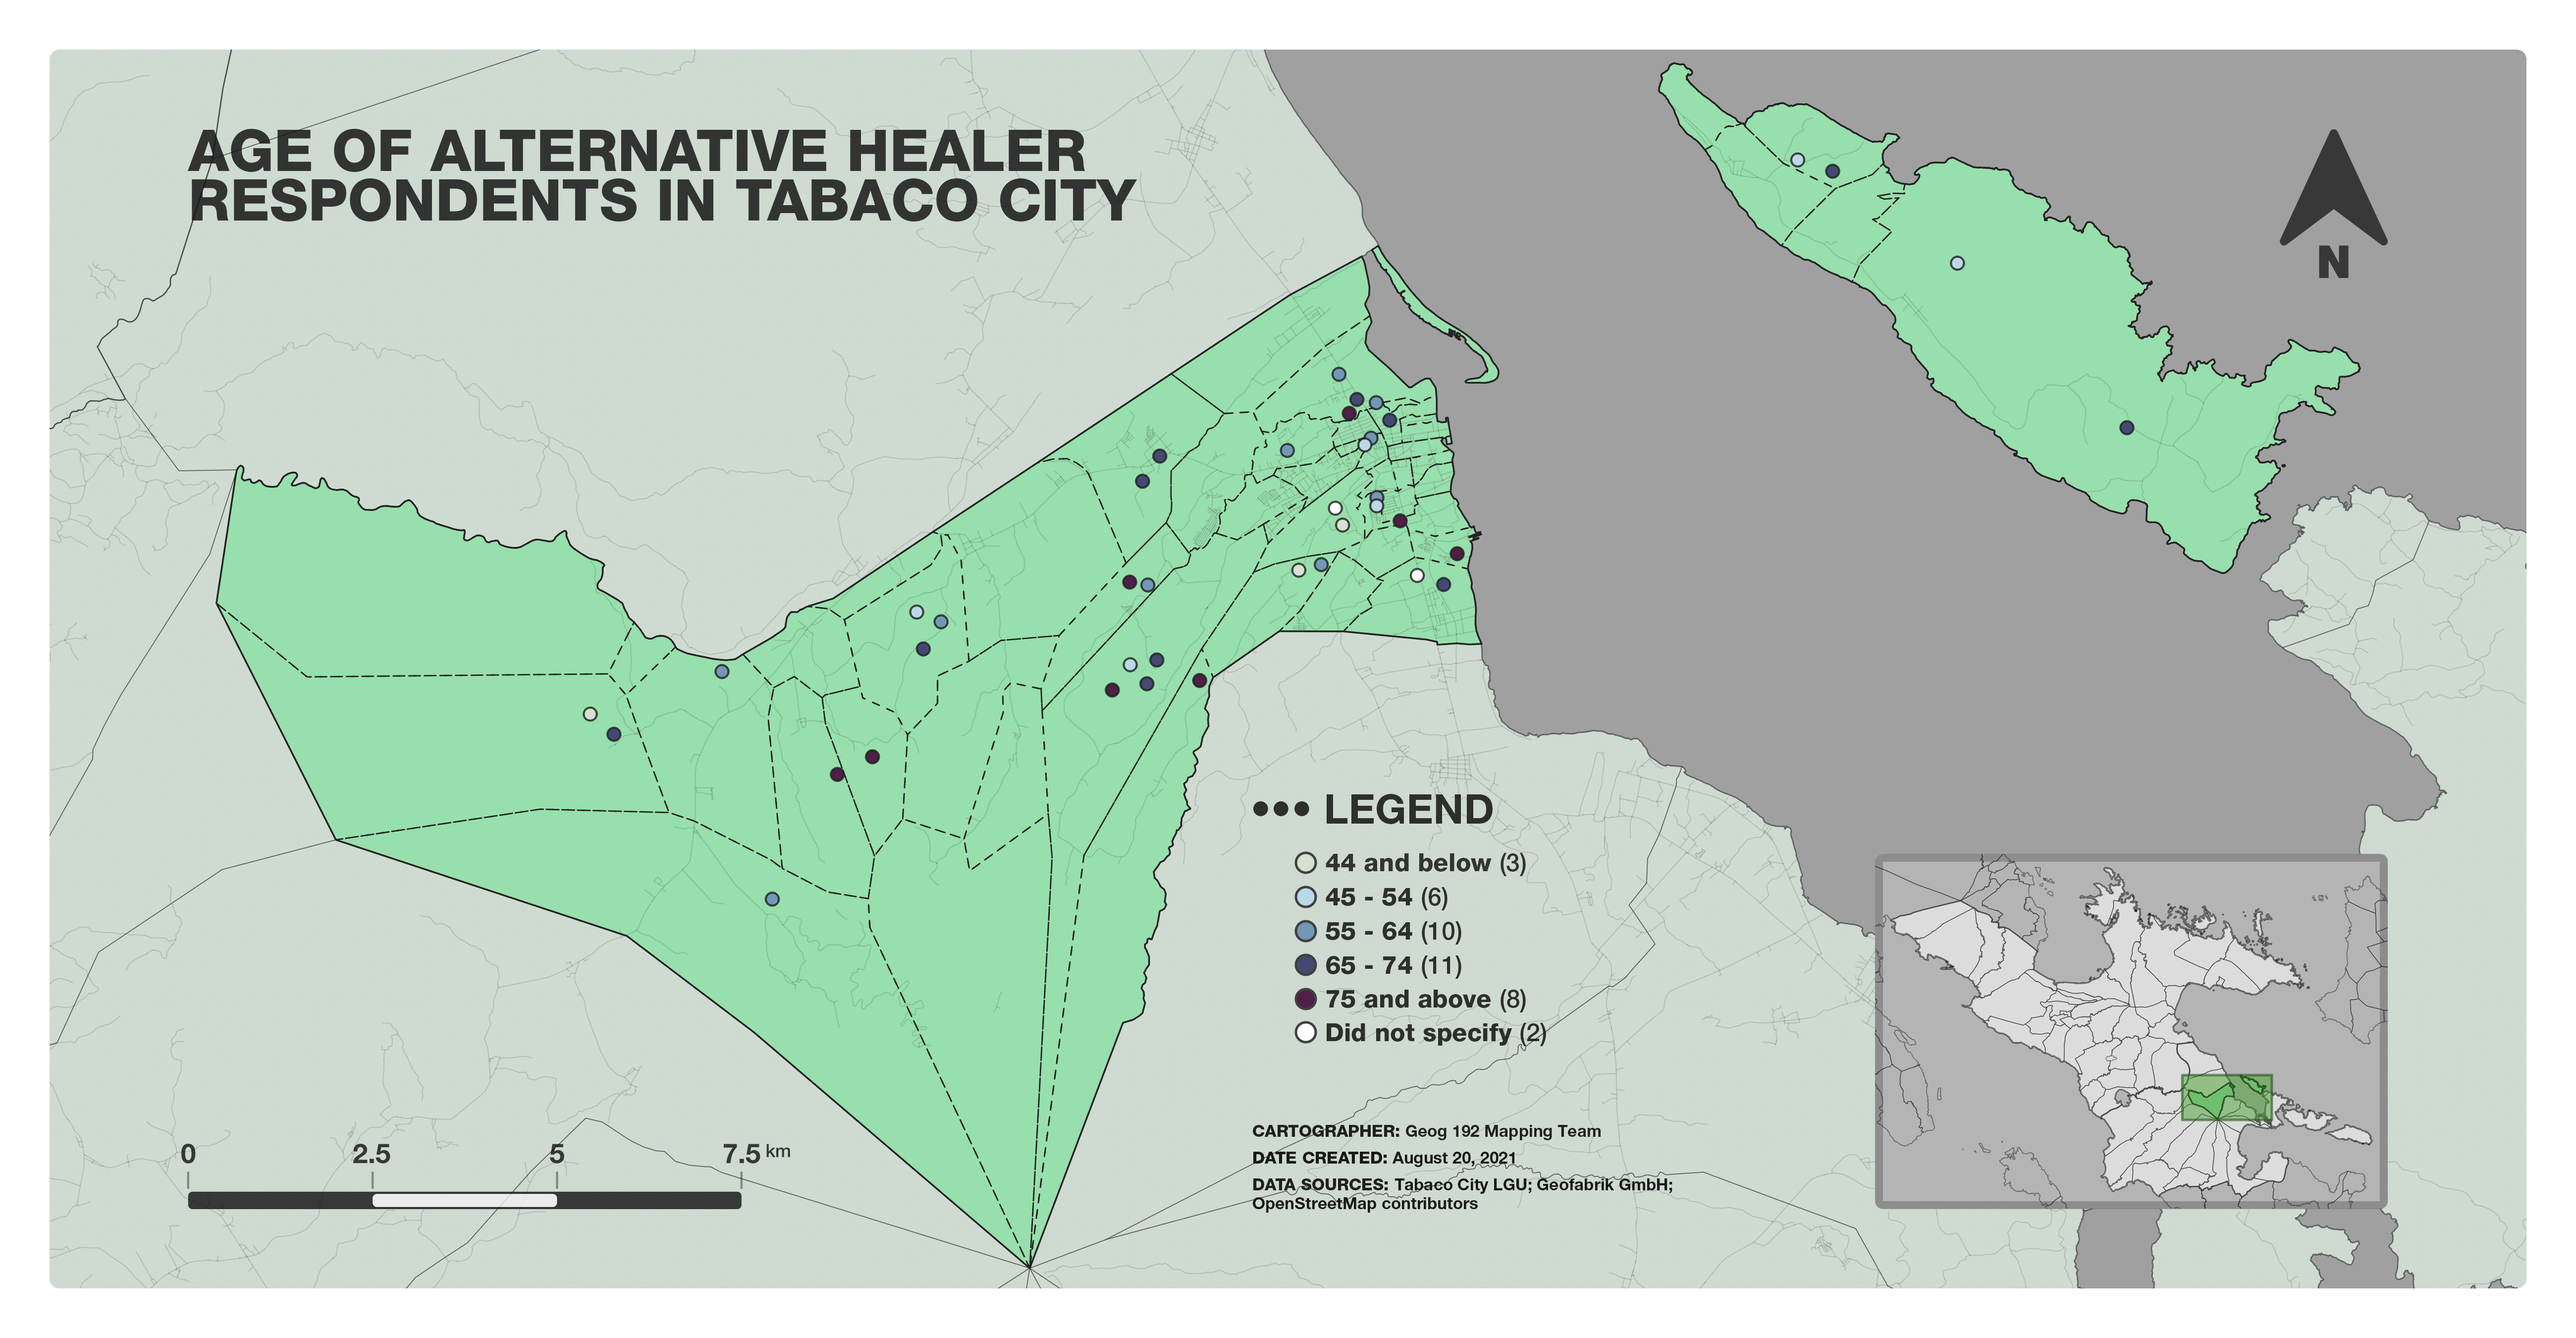 AGE OF ALTERNATIVE HEALER
RESPONDENTS IN TABACO CITY
N
LEGEND
44 and below (3)
45 - 54 (6)
55 - 64 (10)
65 - 74 (11)
75 and above (8)
Did not specify (2)
0 2.5 5 7.5 km
CARTOGRAPHER: Geog 192 Mapping Team
DATE CREATED: August 20, 2021
DATA SOURCES: Tabaco City LGU; Geofabrik GmbH;
OpenStreetMap contributors